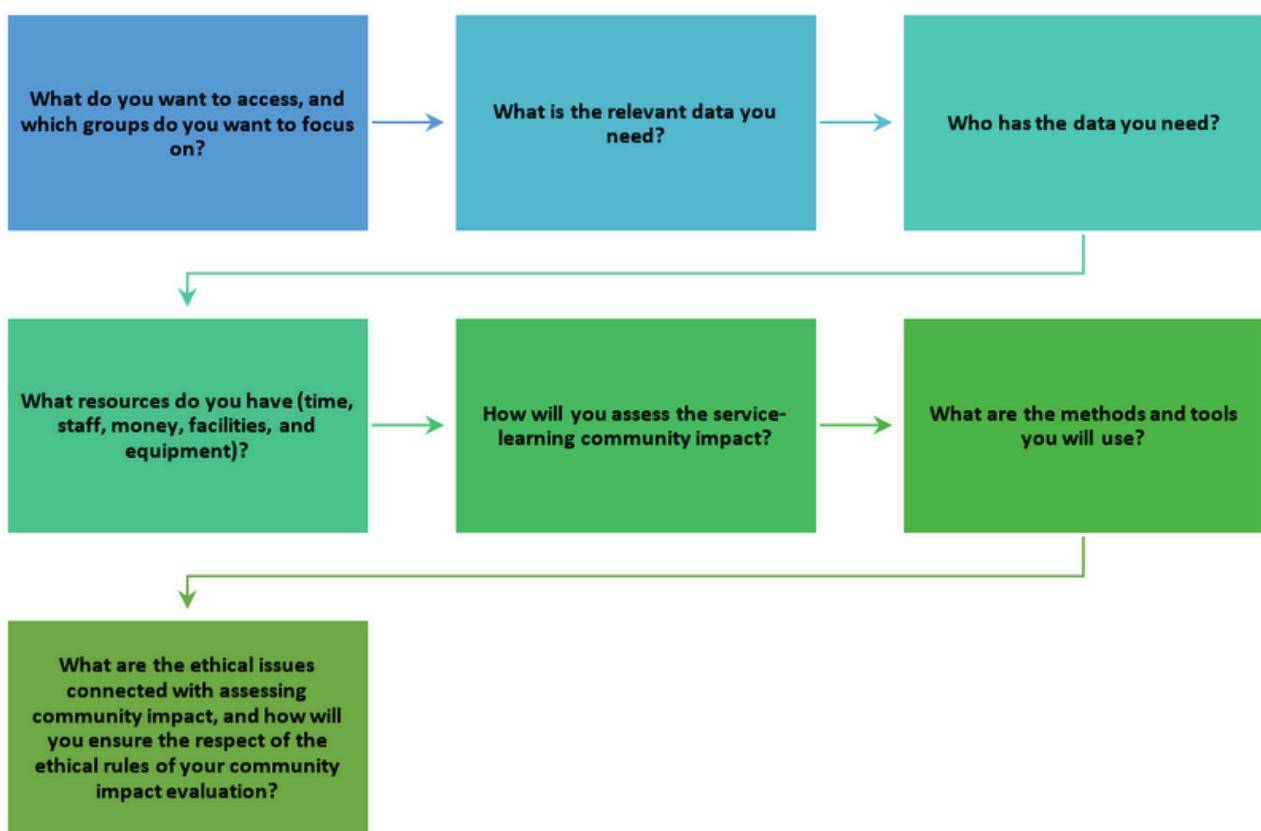 What do you want to access, and
which groups do you want to focus
on?
What is the relevant data you
need?
Who has the data you need?
What resources do you have (time,
staff, money, facilities, and
equipment)?
How will you assess the service-
learning community impact?
What are the methods and tools
you will use?
What are the ethical issues
connected with assessing
community impact, and how will
you ensure the respect of the
ethical rules of your community
impact evaluation?